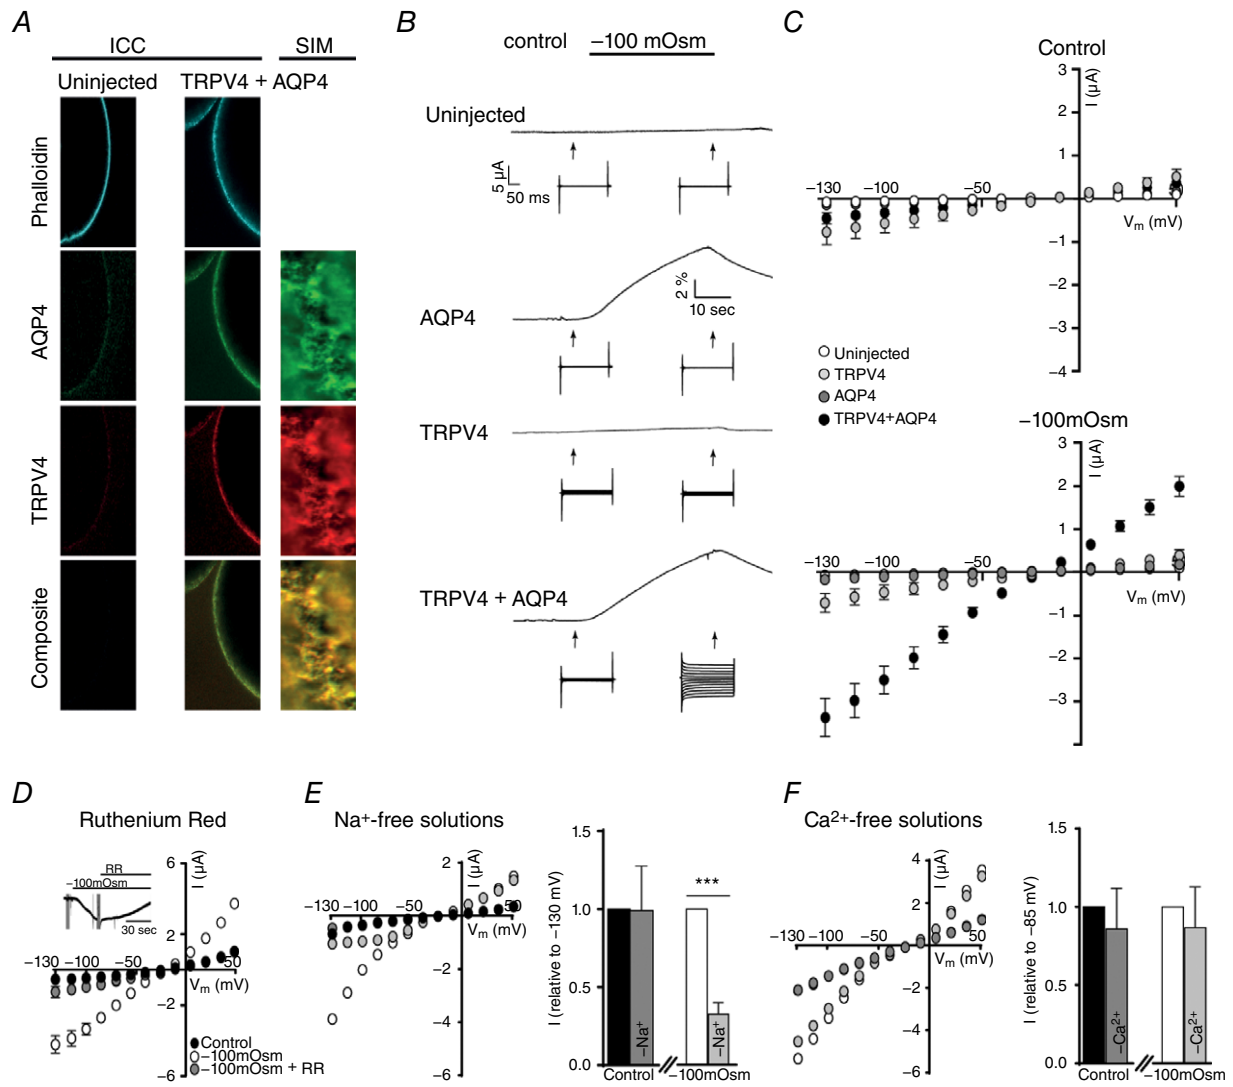 A
ICC
SIM
Uninjected
TRPV4 + AQP4
Phalloidin
AQP4
TRPV4
Composite
B
control
−100 mOsm
Uninjected
5 µA
50 ms
AQP4
2 %
10 sec
TRPV4
TRPV4 + AQP4
C
Control
3
2
1
−1
−2
−3
−4
I (µA)
−130
−100
−50
Vm (mV)
Uninjected
TRPV4
AQP4
TRPV4+AQP4
−100mOsm
3
2
1
−1
−2
−3
I (µA)
−130
−100
−50
Vm (mV)
D
Ruthenium Red
RR
−100mOsm
30 sec
6
2
−2
−6
I (µA)
−130
−100
−50
50
Vm (mV)
Control
−100mOsm
−100mOsm + RR
E
Na+-free solutions
2
−2
−4
−6
I (µA)
−130
−100
−50
50
Vm (mV)
I (relative to −130 mV)
1.5
1.0
0.5
0.0
***
−Na+
−Na+
Control
−100mOsm
F
Ca2+-free solutions
4
2
−2
−4
−6
I (µA)
−130
−100
−50
50
Vm (mV)
I (relative to −85 mV)
1.5
1.0
0.5
0.0
−Ca2+
−Ca2+
Control
−100mOsm